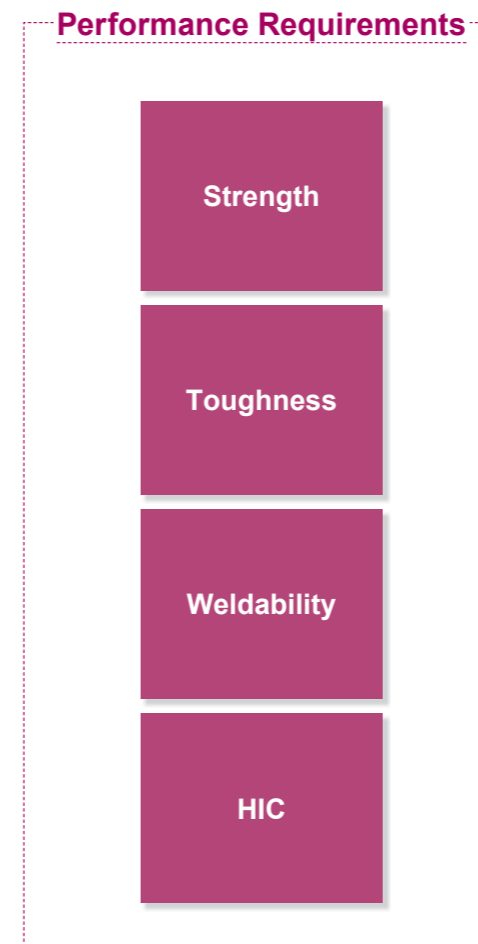 Performance Requirements
Strength
Toughness
Weldability
HIC